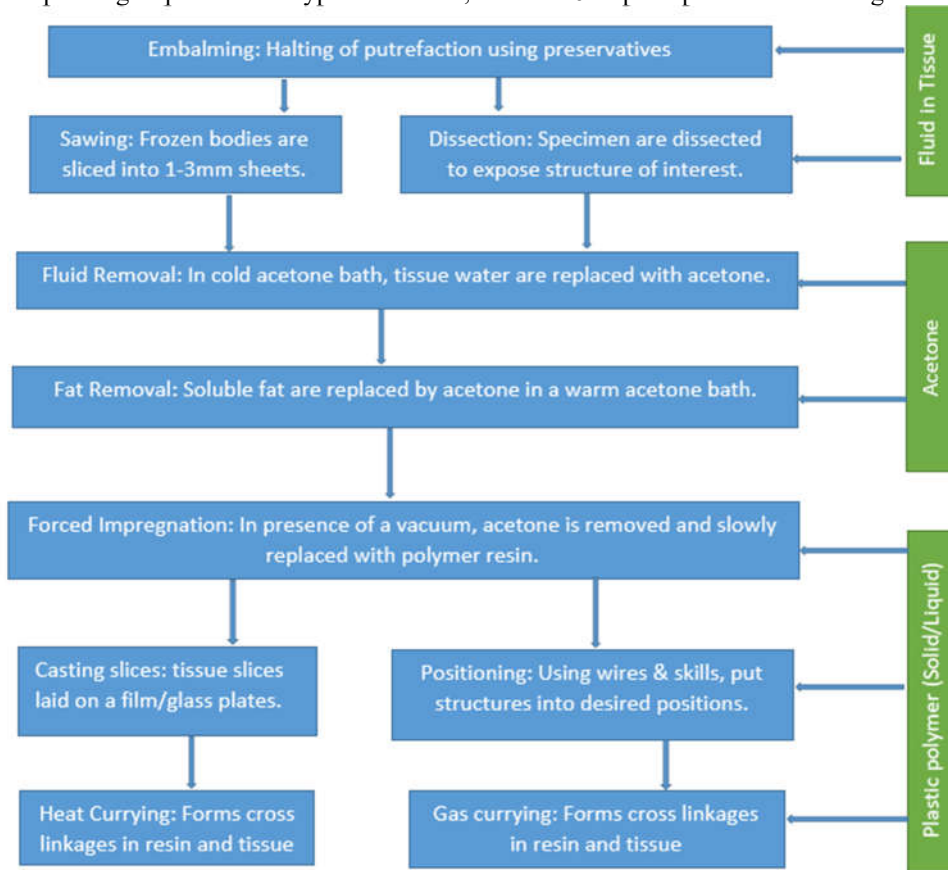 Embalming: Halting of putrefaction using preservatives
Sawing: Frozen bodies are
sliced into 1-3mm sheets.
Dissection: Specimen are dissected
to expose structure of interest.
Fluid in Tissue
Fluid Removal: In cold acetone bath, tissue water are replaced with acetone.
Fat Removal: Soluble fat are replaced by acetone in a warm acetone bath.
Acetone
Forced Impregnation: In presence of a vacuum, acetone is removed and slowly
replaced with polymer resin.
Casting slices: tissue slices
laid on a film/glass plates.
Positioning: Using wires & skills, put
structures into desired positions.
Heat Currying: Forms cross
linkages in resin and tissue
Gas currying: Forms cross linkages
in resin and tissue
Plastic polymer (Solid/Liquid)